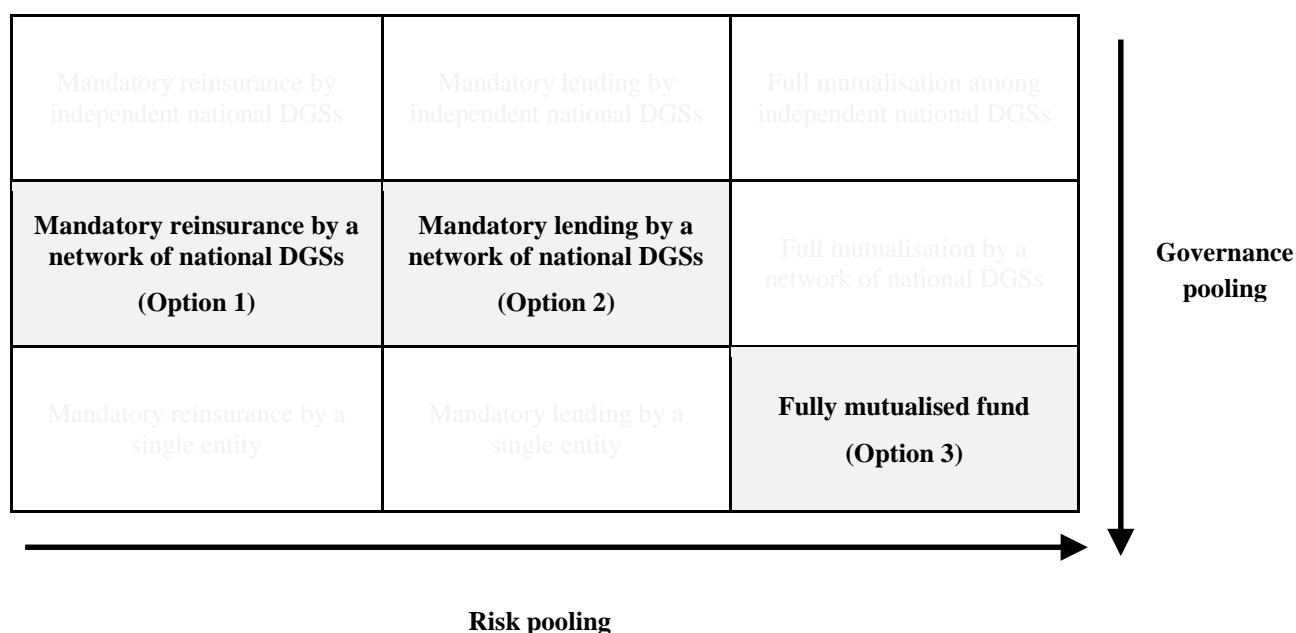 Mandatory reinsurance by
independent national DGSs
Mandatory lending by
independent national DGSs
Full mutualisation among
independent national DGSs
Mandatory reinsurance by a
network of national DGSs
(Option 1)
Mandatory lending by a
network of national DGSs
(Option 2)
Full mutualisation by a
network of national DGSs
Governance
pooling
Mandatory reinsurance by a
single entity
Mandatory lending by a
single entity
Fully mutualised fund
(Option 3)
Risk pooling